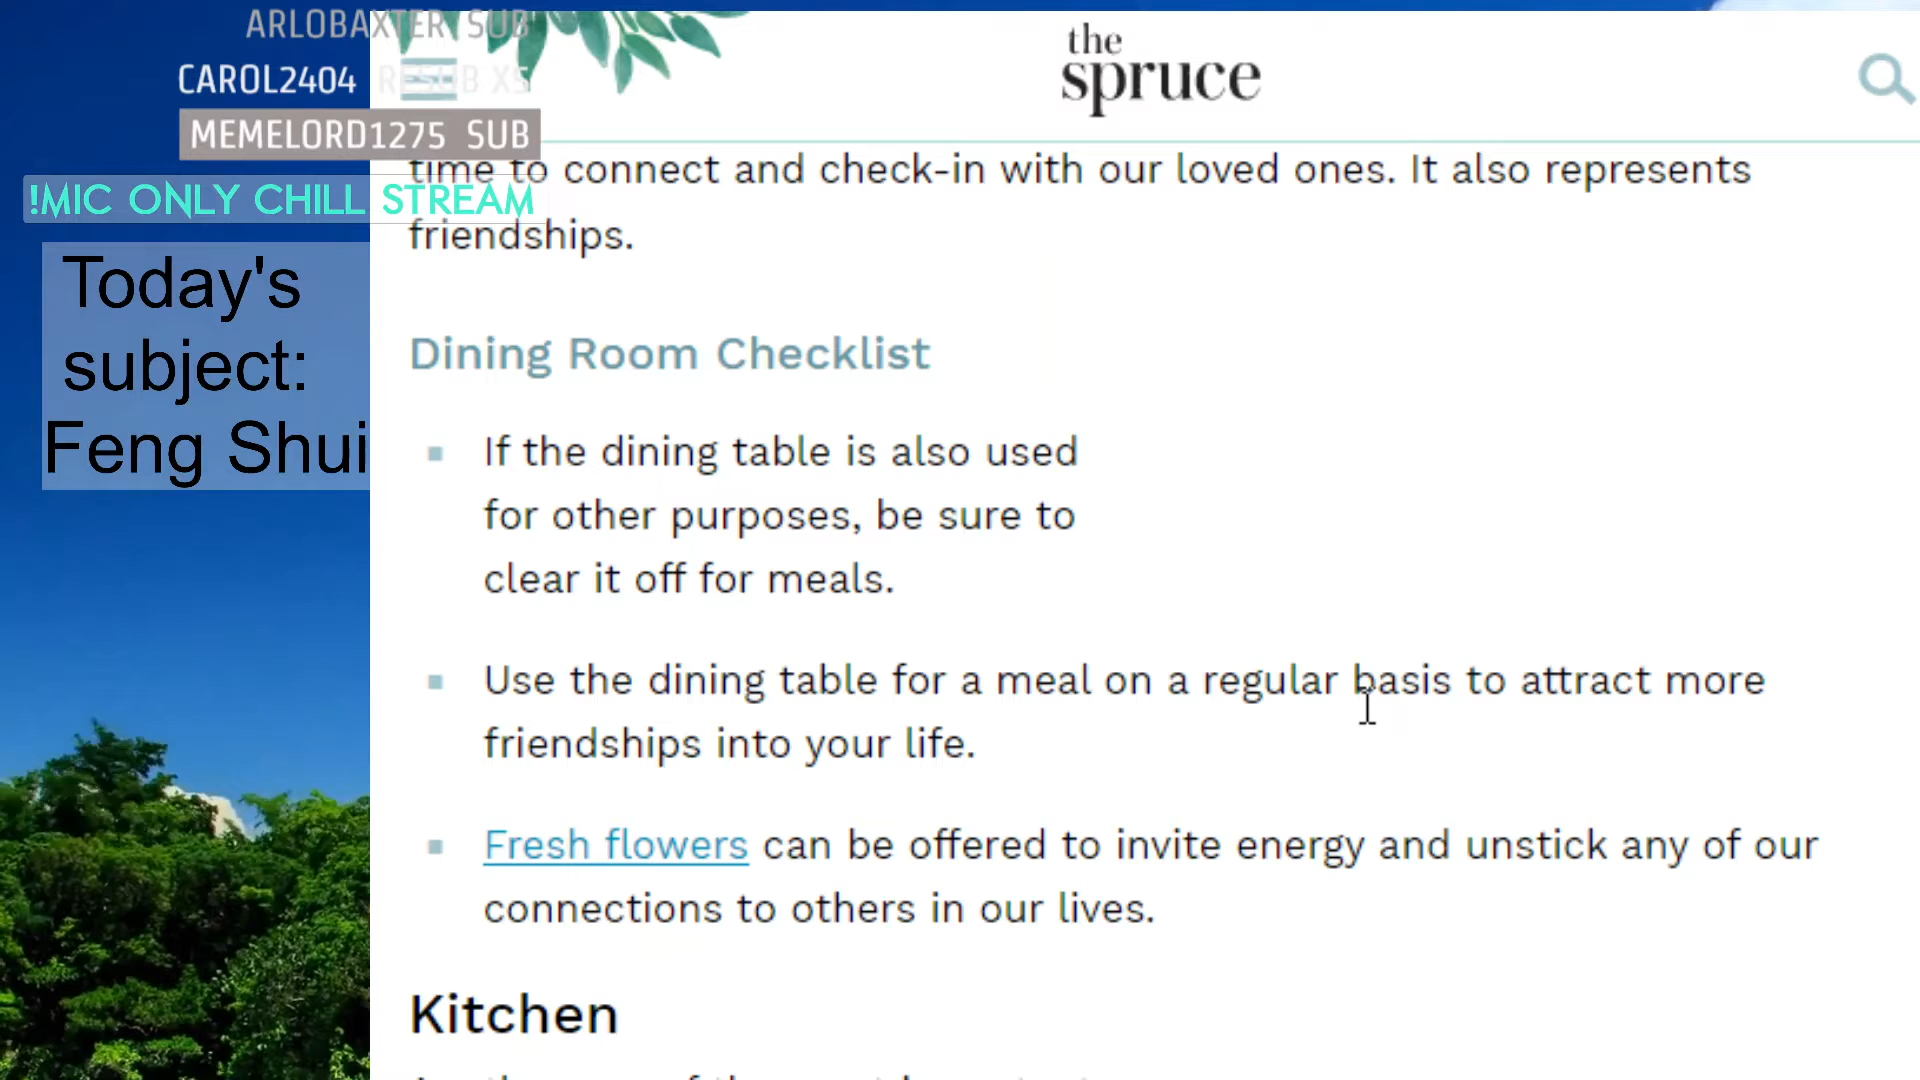 ARLOBAXTER SUB
CAROL2404 RESUB X5
MEMELORD1275 SUB
!MIC ONLY CHILL STREAM
Today's
subject:
Feng Shui
the
spruce
time to connect and check-in with our loved ones. It also represents
friendships.
Dining Room Checklist
If the dining table is also used
for other purposes, be sure to
clear it off for meals.
Use the dining table for a meal on a regular basis to attract more
friendships into your life.
Fresh flowers can be offered to invite energy and unstick any of our
connections to others in our lives.
Kitchen